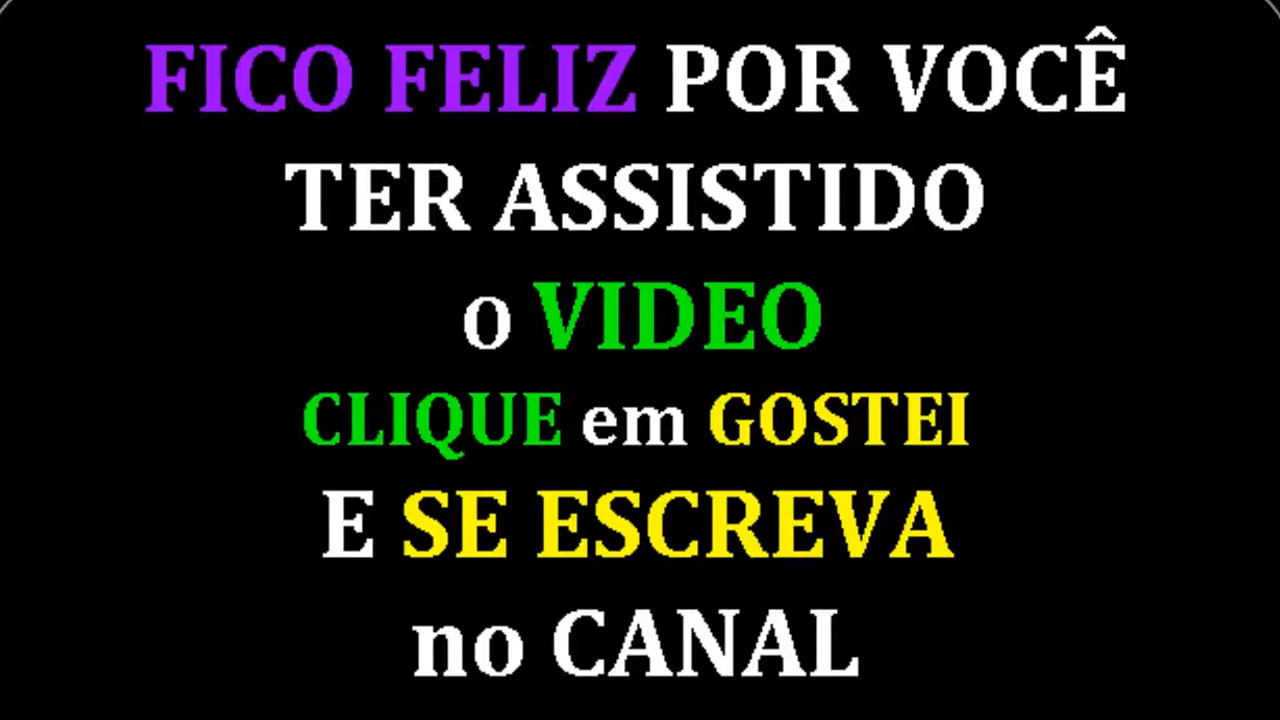 FICO FELIZ POR VOCÊ
TER ASSISTIDO
o VIDEO
CLIQUE em GOSTEI
E SE ESCREVA
no CANAL